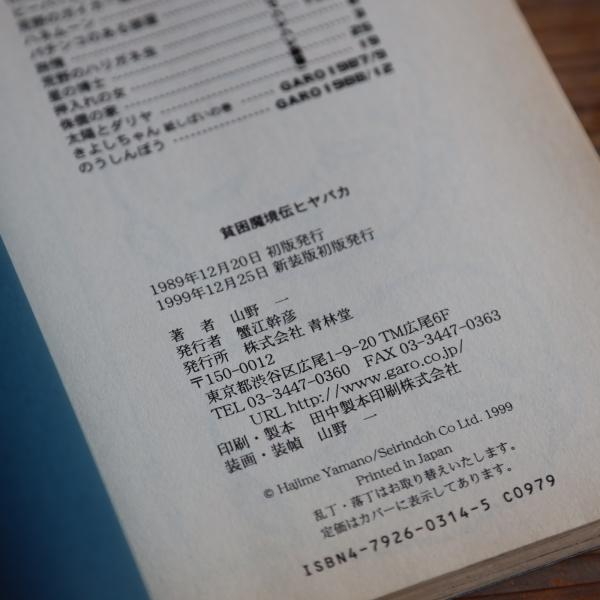 ハネムーン
パチンコのある部屋
荒野のハリガネ虫
星の博士
押入れの女
侏儒の家
太陽とダリヤ GARO1987/9
きよしちゃん 紙しばいの巻 GARO1988/12
のうしんぼう
貧困魔境伝ヒヤパカ
1989年12月20日 初版発行
1999年12月25日 新装版初版発行
著 者 山野 一
発行者 蟹江幹彦
発行所 株式会社 青林堂
〒150-0012
東京都渋谷区広尾1-9-20 TM広尾6F
TEL 03-3447-0360 FAX 03-3447-0363
URL http://www.garo.co.jp/
印刷・製本 田中製本印刷株式会社
装画・装幀 山野 一
© Hajime Yamano/Seirindoh Co Ltd. 1999
Printed in Japan
乱丁・落丁はお取り替えいたします。
定価はカバーに表示してあります。
ISBN4-7926-0314-5 C0979